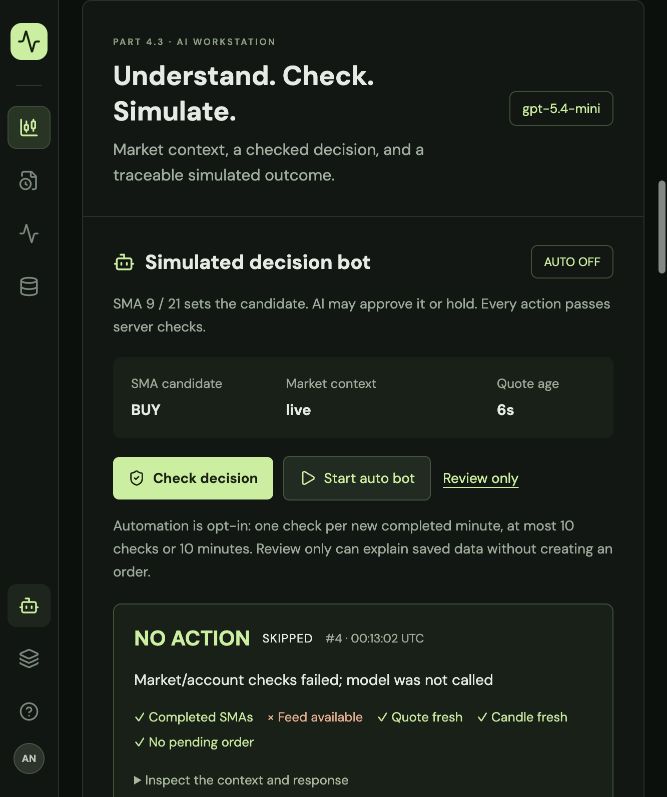 PART 4.3 · AI WORKSTATION
Understand. Check.
Simulate.
gpt-5.4-mini
Market context, a checked decision, and a
traceable simulated outcome.
Simulated decision bot
AUTO OFF
SMA 9 / 21 sets the candidate. AI may approve it or hold. Every action passes
server checks.
SMA candidate Market context Quote age
BUY live 6s
Check decision Start auto bot Review only
Automation is opt-in: one check per new completed minute, at most 10
checks or 10 minutes. Review only can explain saved data without creating an
order.
NO ACTION SKIPPED #4 · 00:13:02 UTC
Market/account checks failed; model was not called
✓ Completed SMAs × Feed available ✓ Quote fresh ✓ Candle fresh
✓ No pending order
▶ Inspect the context and response
AN